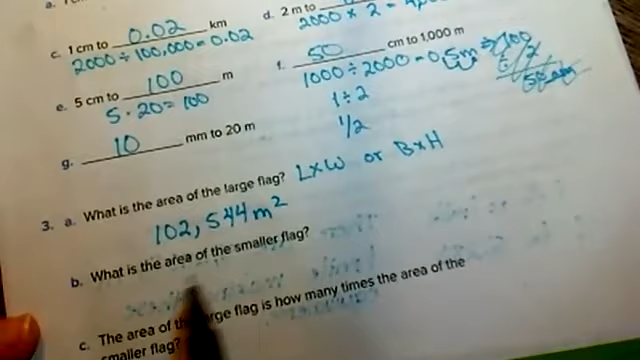 a.
c. 1 cm to 0.02 km
2000 ÷ 100,000 = 0.02
d. 2 m to
2000 × 2 =
e. 5 cm to 100 m
5 · 20 = 100
f. 50 cm to 1,000 m
1000 ÷ 2000 = 0.5m
1 ÷ 2
1/2
g. 10 mm to 20 m
3. a. What is the area of the large flag? L×W or B×H
102,544 m²
b. What is the area of the smaller flag?
c. The area of the large flag is how many times the area of the
smaller flag?